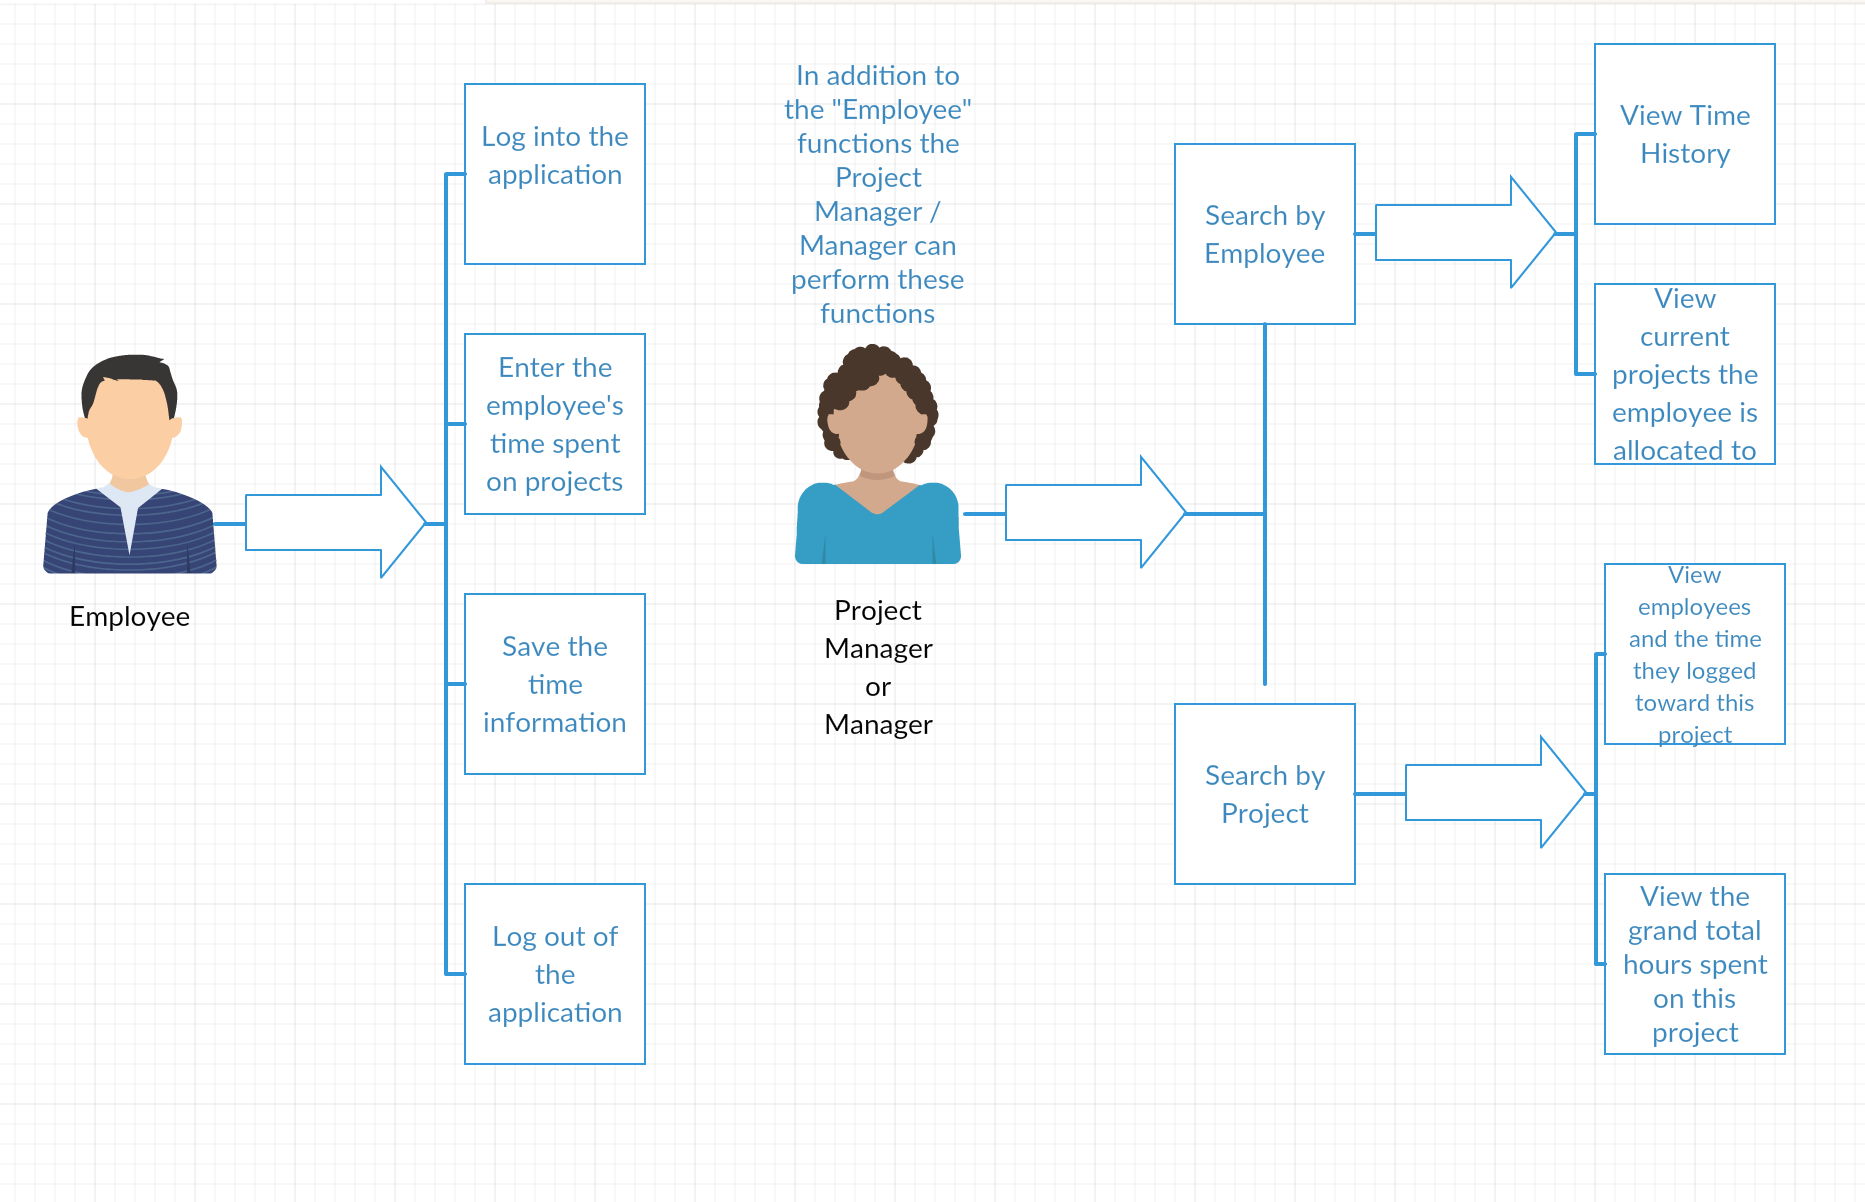 Log into the
application
Enter the
employee's
time spent
on projects
Save the
time
information
Log out of
the
application
Employee
In addition to
the "Employee"
functions the
Project
Manager /
Manager can
perform these
functions
Project
Manager
or
Manager
Search by
Employee
View Time
History
View
current
projects the
employee is
allocated to
Search by
Project
View
employees
and the time
they logged
toward this
project
View the
grand total
hours spent
on this
project